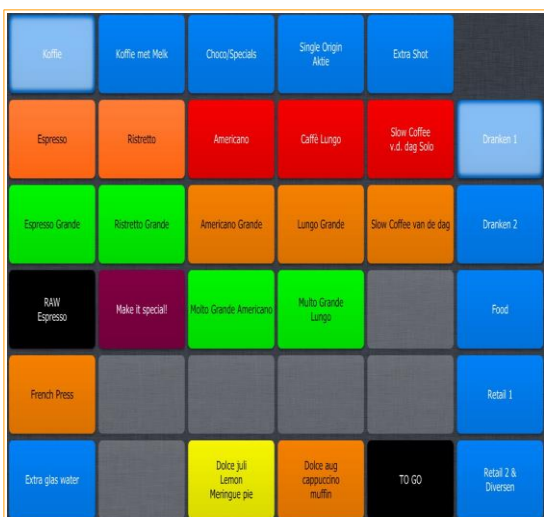 Koffie
Koffie met Melk
Choco/Specials
Single Origin
Aktie
Extra Shot
Espresso
Ristretto
Americano
Caffè Lungo
Slow Coffee
v.d. dag Solo
Dranken 1
Espresso Grande
Ristretto Grande
Americano Grande
Lungo Grande
Slow Coffee van de dag
Dranken 2
RAW
Espresso
Make it special!!
Molto Grande Americano
Multo Grande
Lungo
Food
French Press
Retail 1
Extra glas water
Dolce juli
Lemon
Meringue pie
Dolce aug
cappuccino
muffin
TO GO
Retail 2 &
Diversen